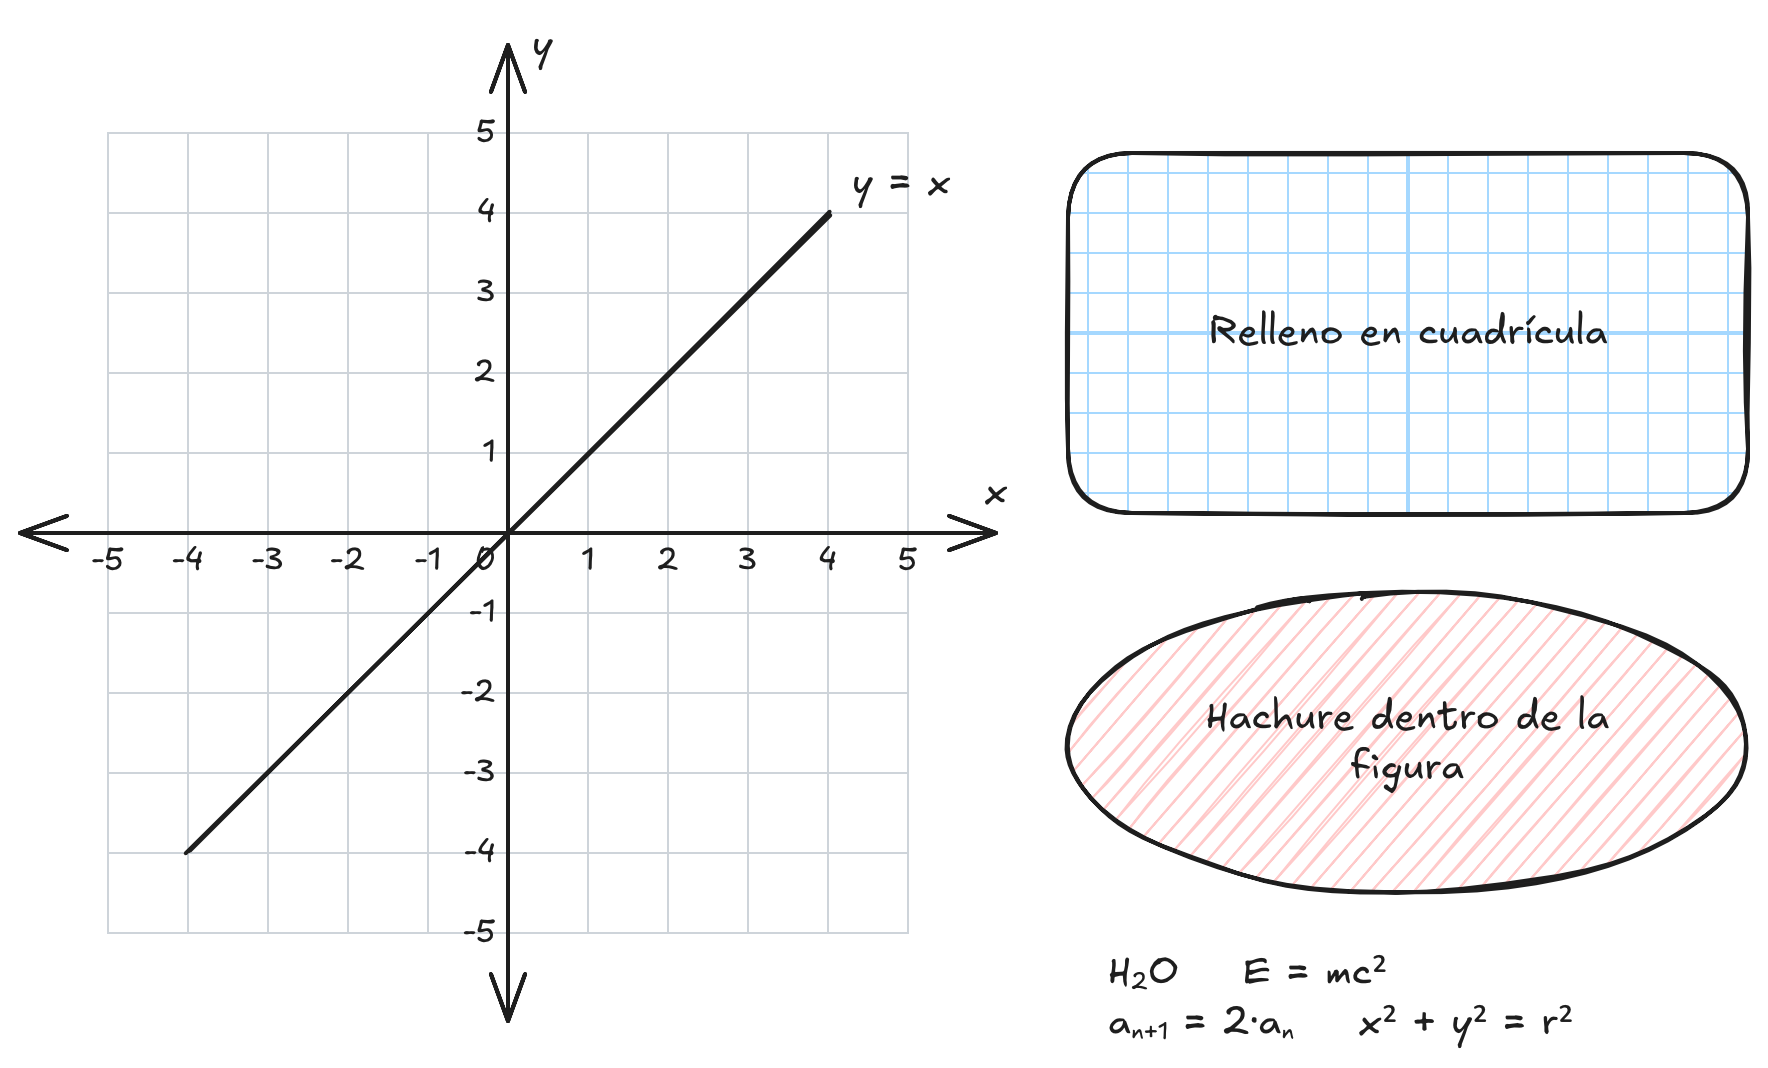 y
5
y = x
4
3
2
1
x
-5 -4 -3 -2 -1 0 1 2 3 4 5
-1
-2
-3
-4
-5
Relleno en cuadrícula
Hachure dentro de la
figura
H₂O E = mc²
aₙ₊₁ = 2·aₙ x² + y² = r²